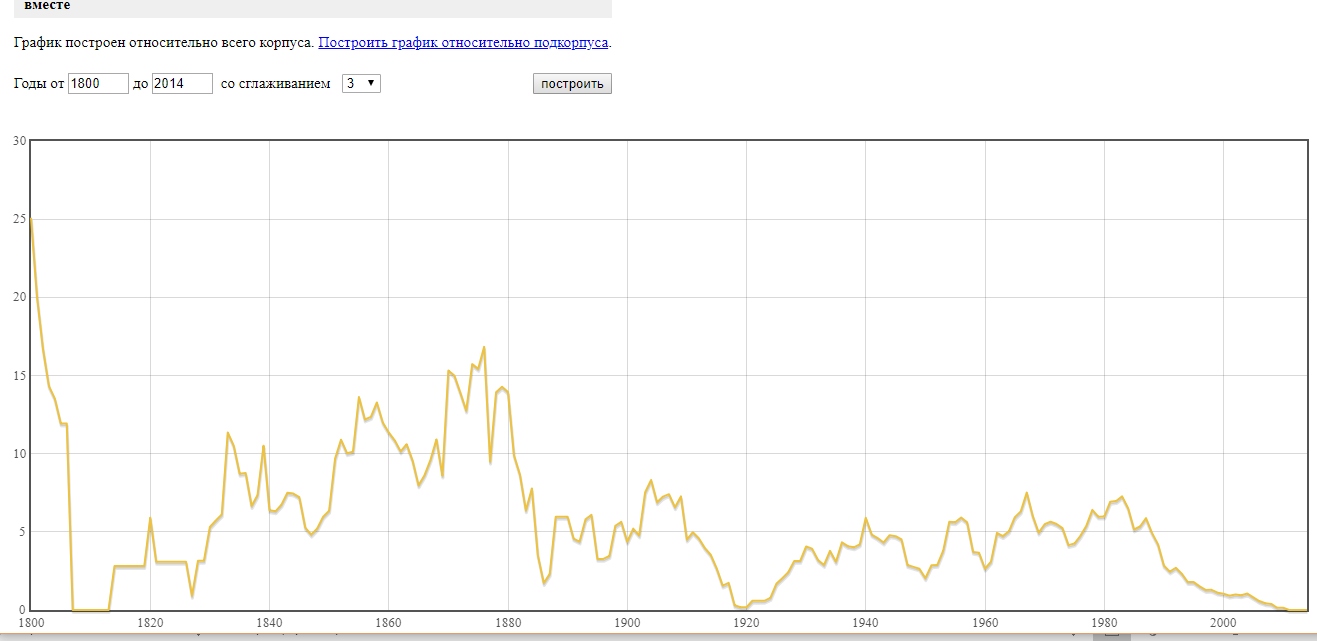 вместе
График построен относительно всего корпуса. Построить график относительно подкорпуса.
Годы от 1800 до 2014 со сглаживанием 3 построить
30
25
20
15
10
5
0
1800 1820 1840 1860 1880 1900 1920 1940 1960 1980 2000